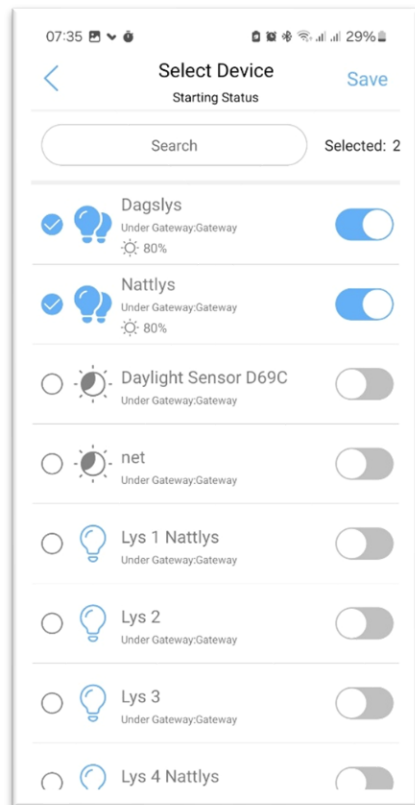 07:35 29%
Select Device
Save
Starting Status
Search
Selected: 2
Dagslys
Under Gateway:Gateway
80%
Nattlys
Under Gateway:Gateway
80%
Daylight Sensor D69C
Under Gateway:Gateway
net
Under Gateway:Gateway
Lys 1 Nattlys
Under Gateway:Gateway
Lys 2
Under Gateway:Gateway
Lys 3
Under Gateway:Gateway
Lys 4 Nattlys